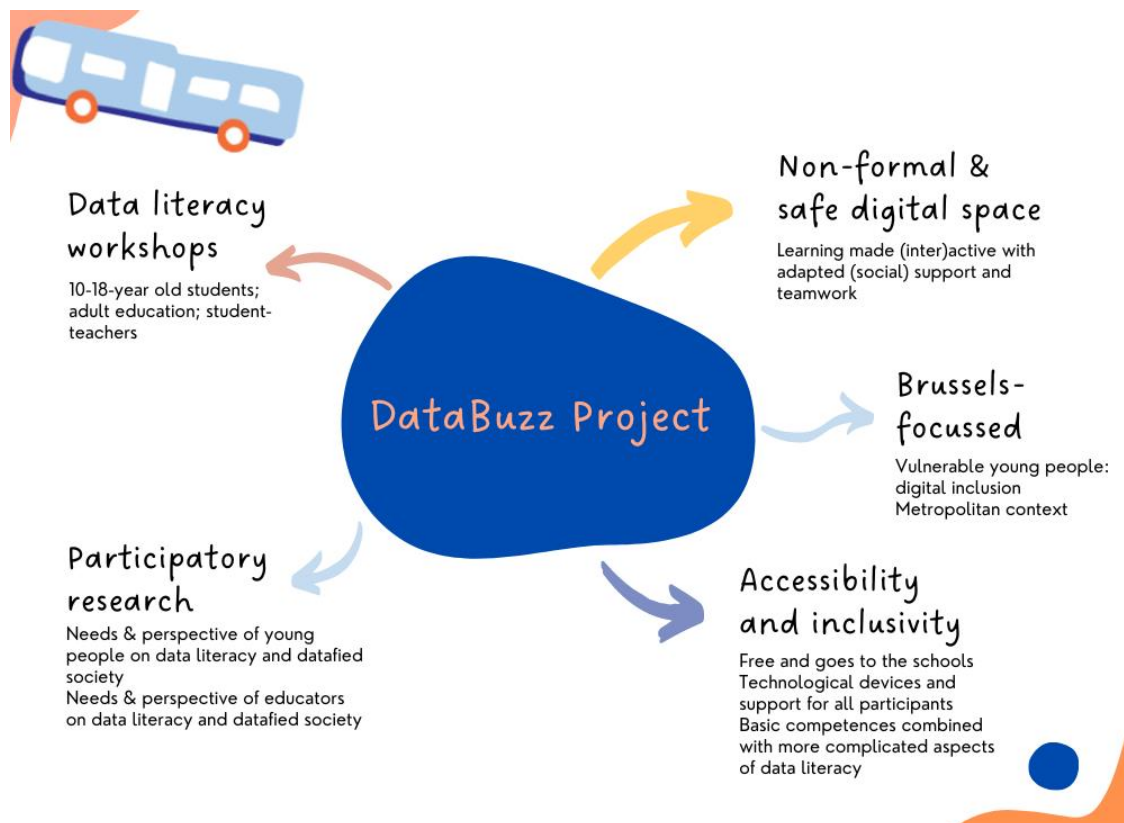 Data literacy
workshops
10-18-year old students;
adult education; student-
teachers
Non-formal &
safe digital space
Learning made (inter)active with
adapted (social) support and
teamwork
DataBuzz Project
Brussels-
focussed
Vulnerable young people:
digital inclusion
Metropolitan context
Participatory
research
Needs & perspective of young
people on data literacy and datafied
society
Needs & perspective of educators
on data literacy and datafied society
Accessibility
and inclusivity
Free and goes to the schools
Technological devices and
support for all participants
Basic competences combined
with more complicated aspects
of data literacy